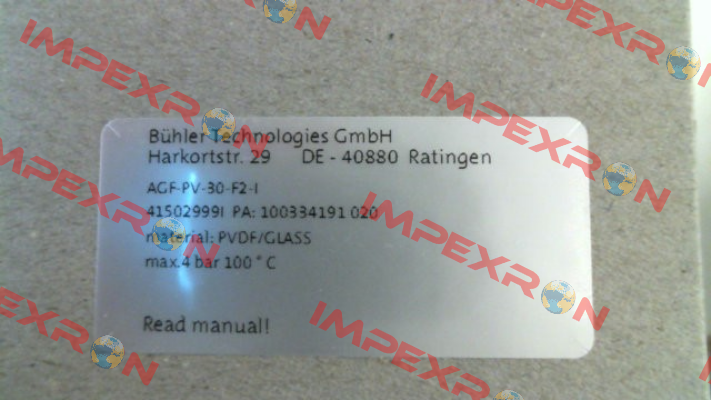 Bühler Technologies GmbH
Harkortstr. 29 DE - 40880 Ratingen
AGF-PV-30-F2-I
41502999I PA: 100334191 020
material: PVDF/GLASS
max.4 bar 100 ° C
Read manual!
IMPEXRON
IMPEXRON
IMPEXRON
IMPEXRON
IMPEXRON
IMPEXRON